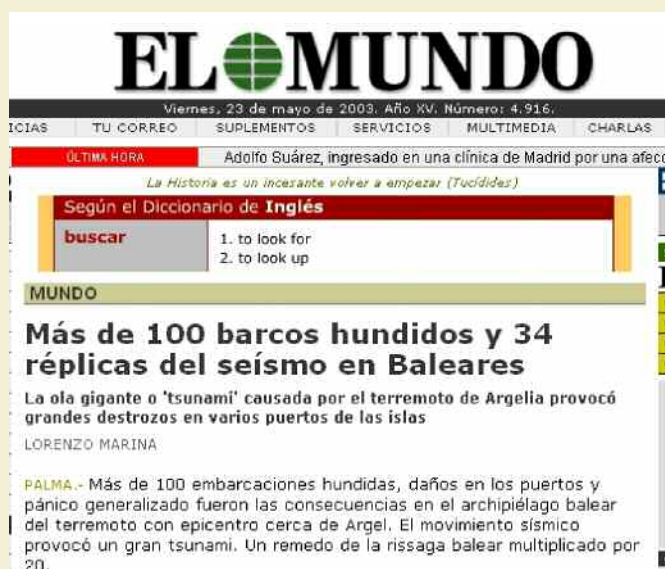 EL MUNDO
Viernes, 23 de mayo de 2003. Año XV. Número: 4.916.
ICIAS TU CORREO SUPLEMENTOS SERVICIOS MULTIMEDIA CHARLAS
ÚLTIMA HORA Adolfo Suárez, ingresado en una clínica de Madrid por una afecc
La Historia es un incesante volver a empezar (Tucídides)
Según el Diccionario de Inglés
buscar
1. to look for
2. to look up
MUNDO
Más de 100 barcos hundidos y 34
réplicas del seísmo en Baleares
La ola gigante o 'tsunami' causada por el terremoto de Argelia provocó
grandes destrozos en varios puertos de las islas
LORENZO MARINA
PALMA.- Más de 100 embarcaciones hundidas, daños en los puertos y
pánico generalizado fueron las consecuencias en el archipiélago balear
del terremoto con epicentro cerca de Argel. El movimiento sísmico
provocó un gran tsunami. Un remedo de la rissaga balear multiplicado por
20.